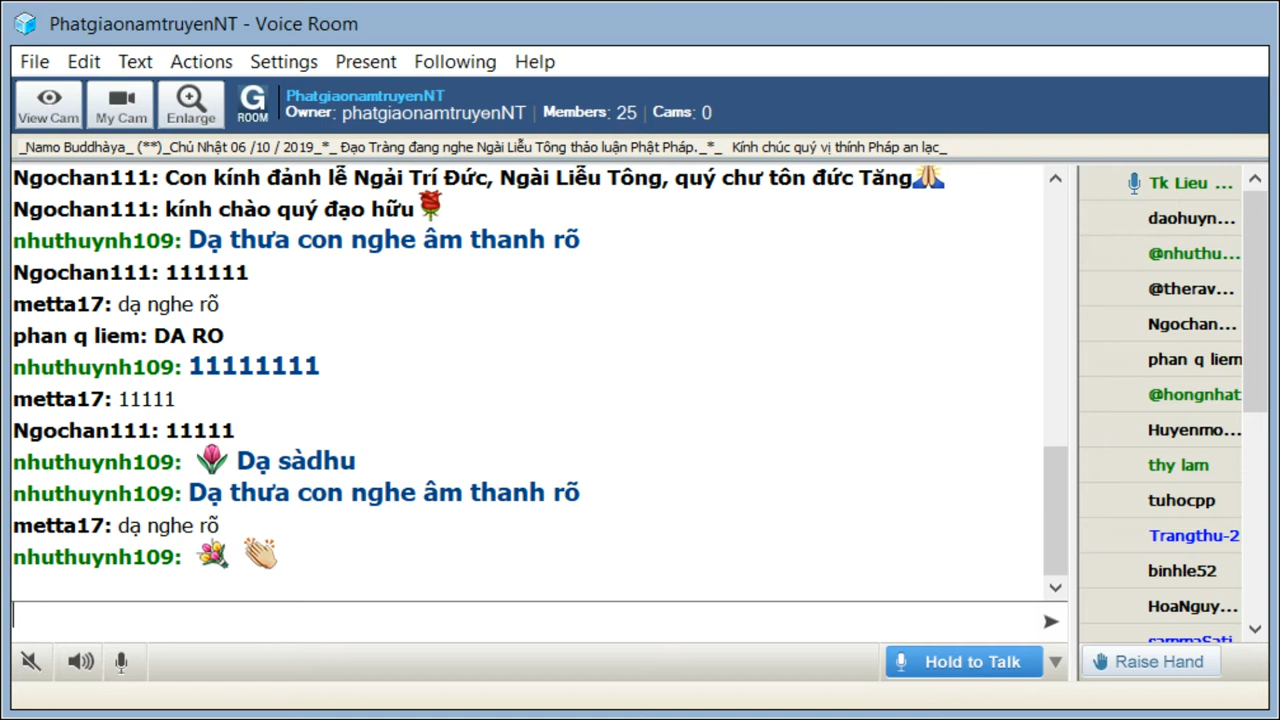 PhatgiaonamtruyenNT - Voice Room
File Edit Text Actions Settings Present Following Help
View Cam My Cam Enlarge G ROOM
PhatgiaonamtruyenNT
Owner: phatgiaonamtruyenNT | Members: 25 | Cams: 0
_Namo Buddhàya_ (**)_Chủ Nhật 06 /10 / 2019_*_ Đạo Tràng đang nghe Ngài Liễu Tông thảo luận Phật Pháp._*_ Kính chúc quý vị thính Pháp an lạc_
Ngochan111: Con kính đảnh lễ Ngải Trí Đức, Ngài Liễu Tông, quý chư tôn đức Tăng
Ngochan111: kính chào quý đạo hữu
nhuthuynh109: Dạ thưa con nghe âm thanh rõ
Ngochan111: 111111
metta17: dạ nghe rõ
phan q liem: DA RO
nhuthuynh109: 11111111
metta17: 11111
Ngochan111: 11111
nhuthuynh109: Dạ sàdhu
nhuthuynh109: Dạ thưa con nghe âm thanh rõ
metta17: dạ nghe rõ
nhuthuynh109:
Tk Lieu ...
daohuyn...
@nhuthu...
@therav...
Ngochan...
phan q liem
@hongnhat
Huyenmo...
thy lam
tuhocpp
Trangthu-2
binhle52
HoaNguy...
sammaSati
Hold to Talk
Raise Hand